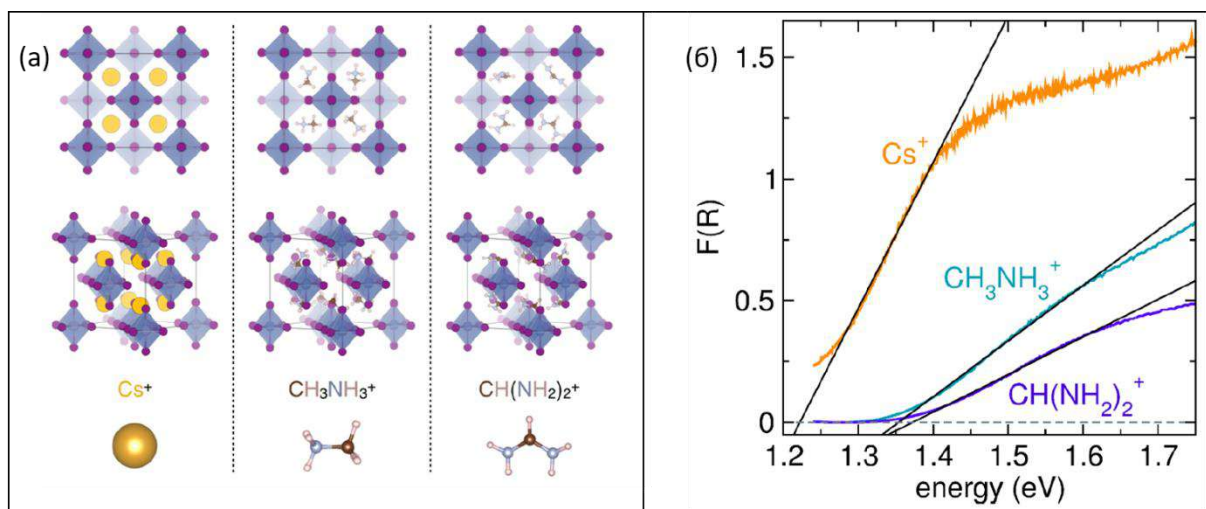 (а)
Cs⁺
CH₃NH₃⁺
CH(NH₂)₂⁺
(б)
F(R)
1.5
1
0.5
0
Cs⁺
CH₃NH₃⁺
CH(NH₂)₂⁺
1.2 1.3 1.4 1.5 1.6 1.7
energy (eV)